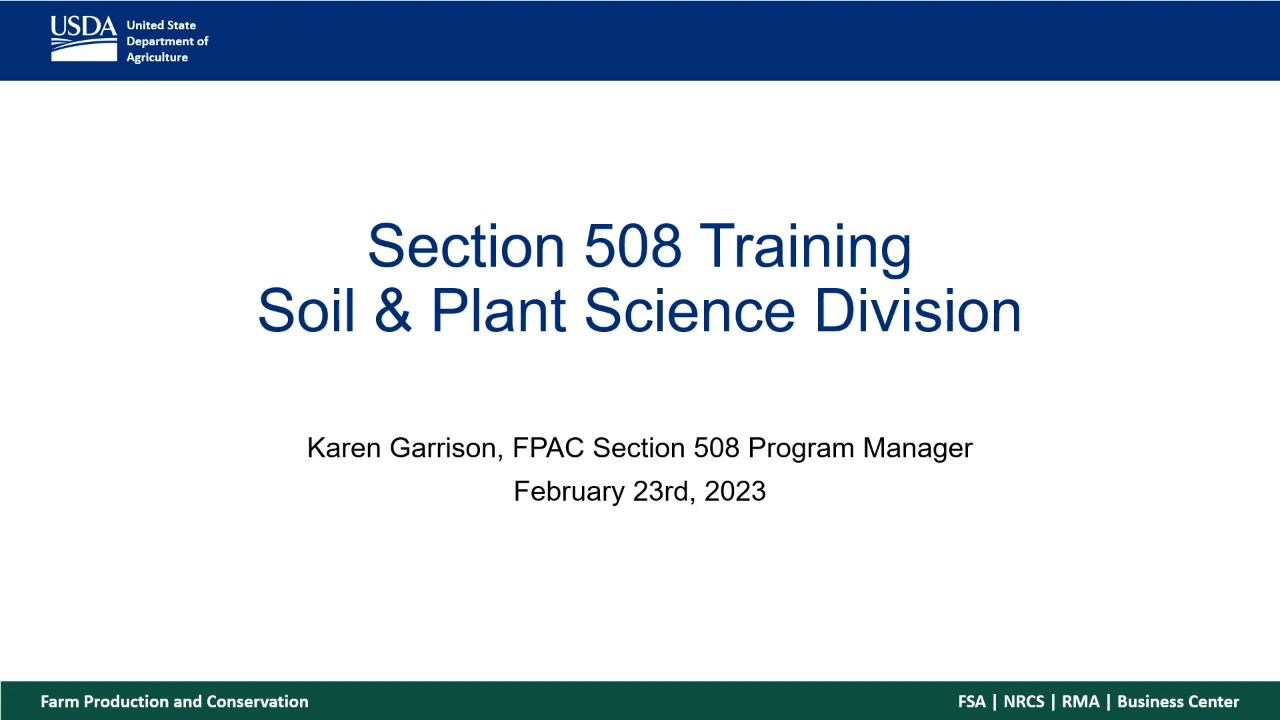 USDA
United State
Department of
Agriculture
Section 508 Training
Soil & Plant Science Division
Karen Garrison, FPAC Section 508 Program Manager
February 23rd, 2023
Farm Production and Conservation
FSA | NRCS | RMA | Business Center